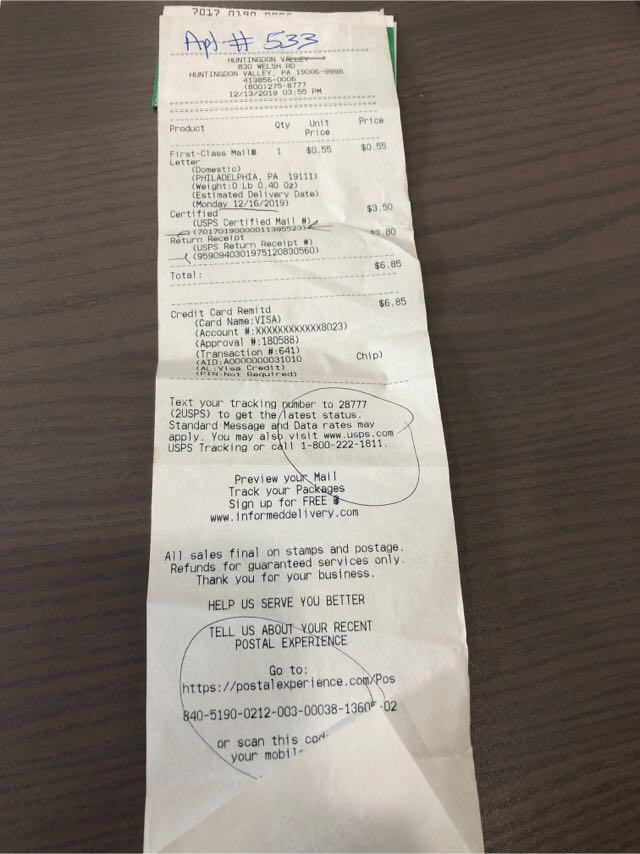 7017 0190
Apt # 533
HUNTINGDON VALLEY
830 WELSH RD
HUNTINGDON VALLEY, PA 19006-9998
413856-0006
(800)275-8777
12/13/2019 03:55 PM
Product Qty Unit Price
Price
First-Class Mail® 1 $0.55 $0.55
Letter
(Domestic)
(PHILADELPHIA, PA 19111)
(Weight:0 Lb 0.40 Oz)
(Estimated Delivery Date)
(Monday 12/16/2019)
Certified $3.50
(USPS Certified Mail #)
(70170190000011395523)
Return Receipt $2.80
(USPS Return Receipt #)
(9590940301975120830560)
Total: $6.85
Credit Card Remitd $6.85
(Card Name:VISA)
(Account #:XXXXXXXXXXXX8023)
(Approval #:180588)
(Transaction #:641)
(AID:A0000000031010 Chip)
(AL:Visa Credit)
(PIN:Not Required)
Text your tracking number to 28777
(2USPS) to get the latest status.
Standard Message and Data rates may
apply. You may also visit www.usps.com
USPS Tracking or call 1-800-222-1811.
Preview your Mail
Track your Packages
Sign up for FREE @
www.informeddelivery.com
All sales final on stamps and postage.
Refunds for guaranteed services only.
Thank you for your business.
HELP US SERVE YOU BETTER
TELL US ABOUT YOUR RECENT
POSTAL EXPERIENCE
Go to:
https://postalexperience.com/Pos
840-5190-0212-003-00038-1360 -02
or scan this
your